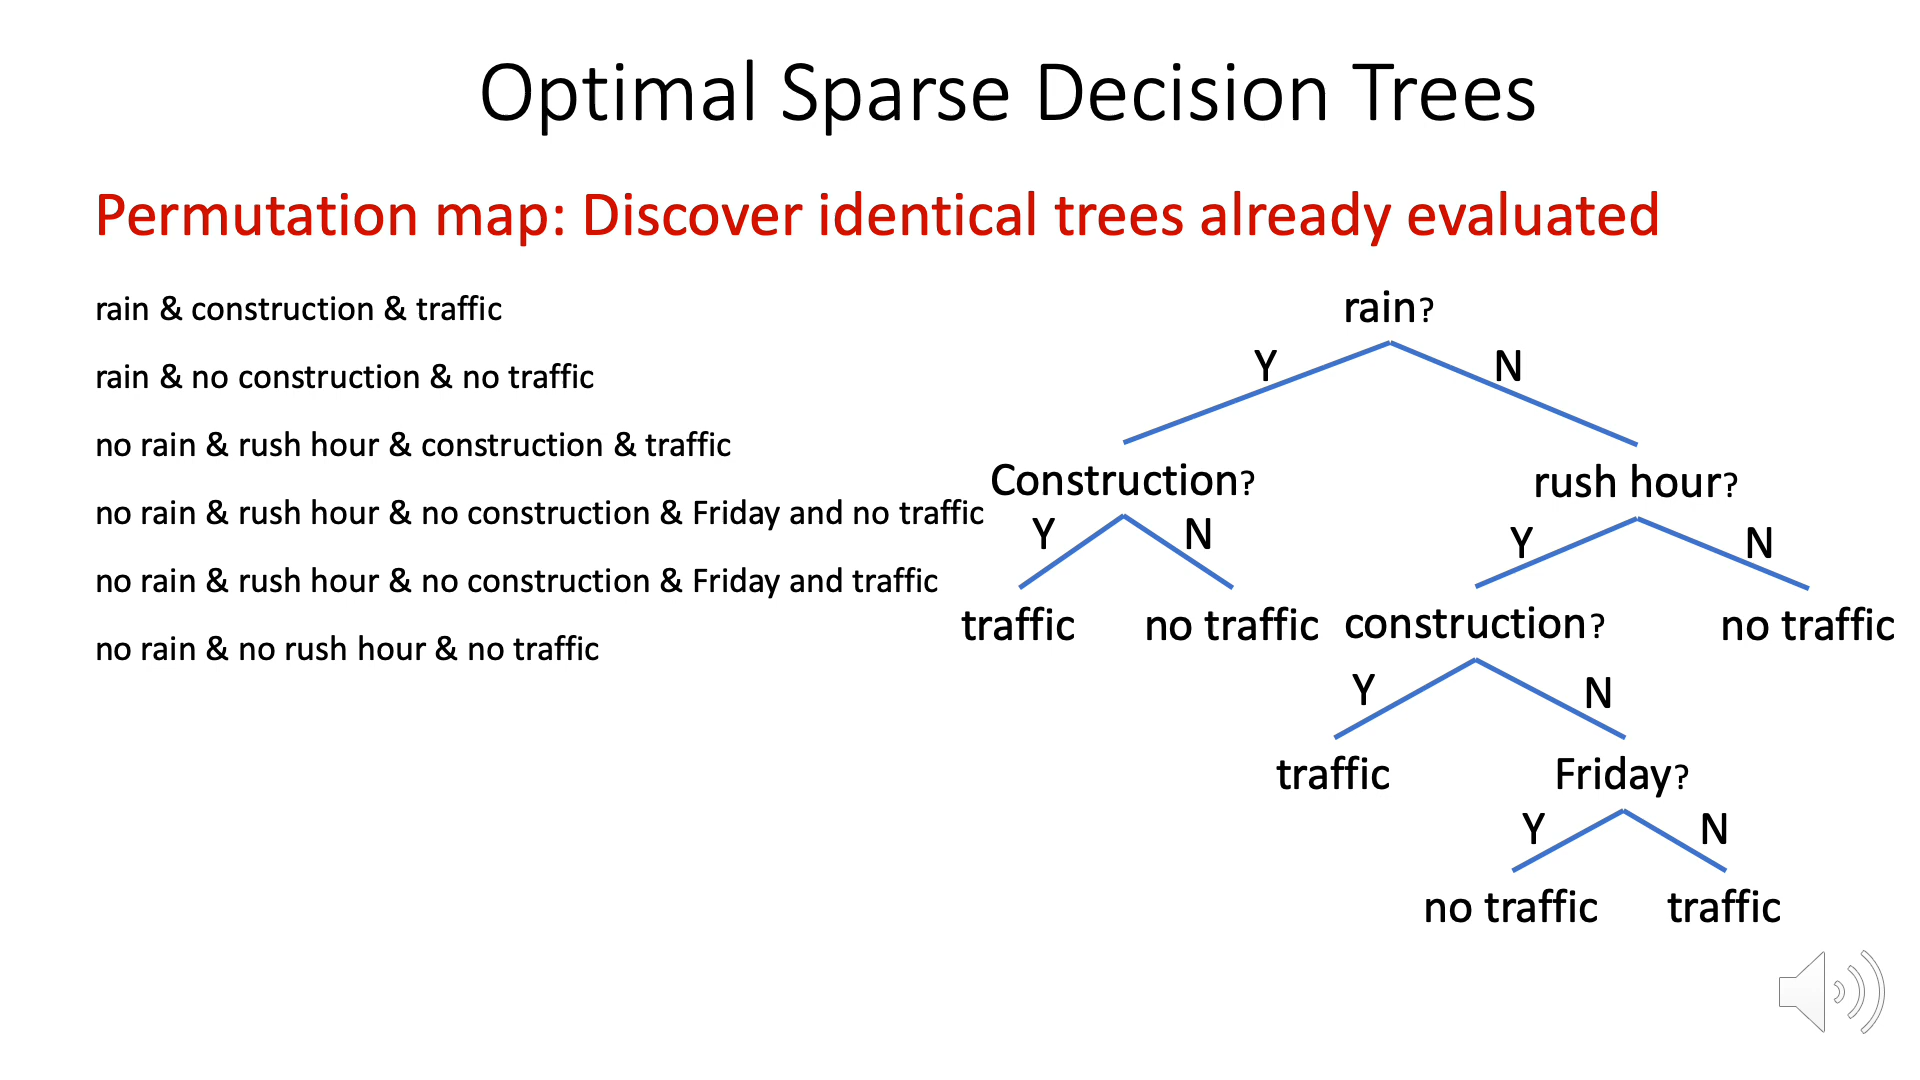 Optimal Sparse Decision Trees
Permutation map: Discover identical trees already evaluated
rain & construction & traffic
rain & no construction & no traffic
no rain & rush hour & construction & traffic
no rain & rush hour & no construction & Friday and no traffic
no rain & rush hour & no construction & Friday and traffic
no rain & no rush hour & no traffic
rain?
Y N
Construction? rush hour?
Y N Y N
traffic no traffic construction? no traffic
Y N
traffic Friday?
Y N
no traffic traffic